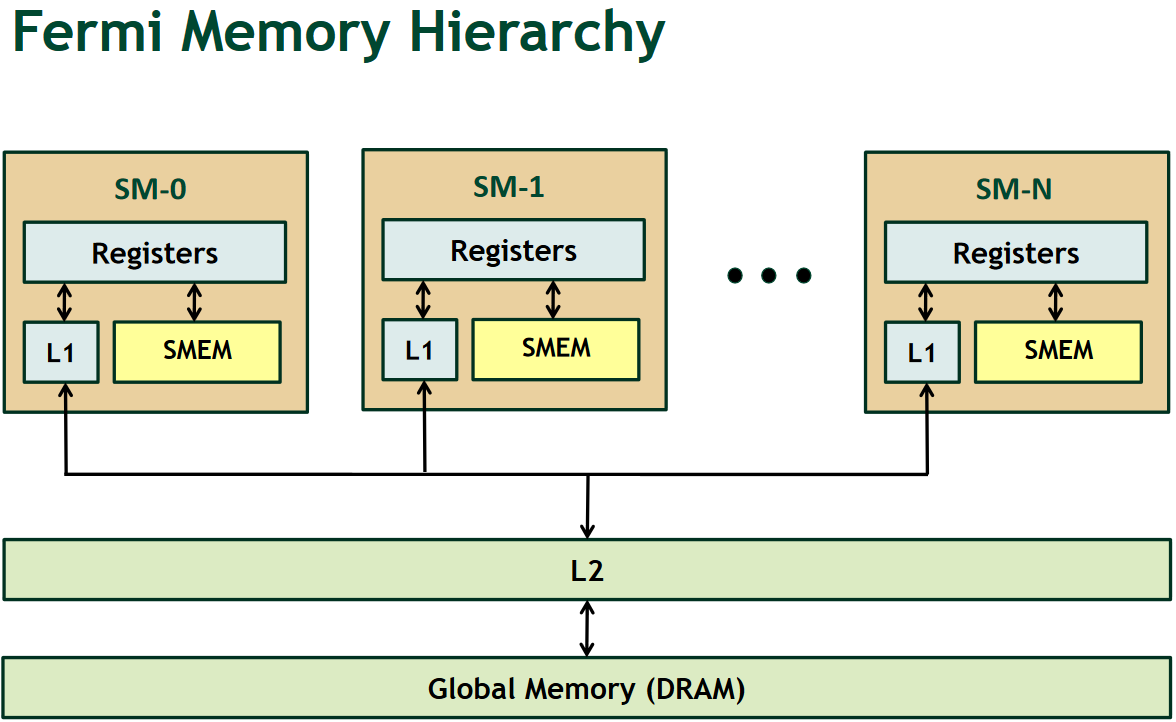 Fermi Memory Hierarchy
SM-0
Registers
L1
SMEM
SM-1
Registers
L1
SMEM
SM-N
Registers
L1
SMEM
L2
Global Memory (DRAM)